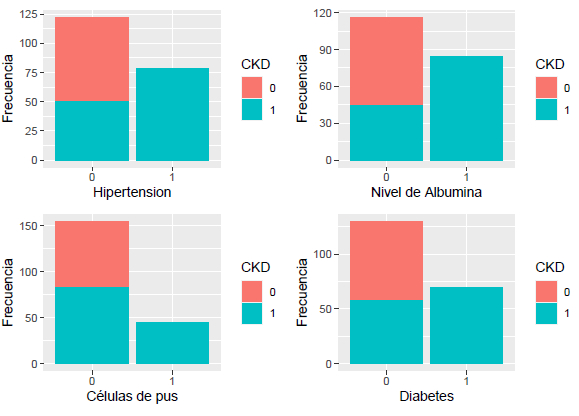 Frecuencia
125
100
75
50
25
0
0 1
Hipertension
CKD
0
1
Frecuencia
120
90
60
30
0
0 1
Nivel de Albumina
CKD
0
1
Frecuencia
150
100
50
0
0 1
Células de pus
CKD
0
1
Frecuencia
100
50
0
0 1
Diabetes
CKD
0
1